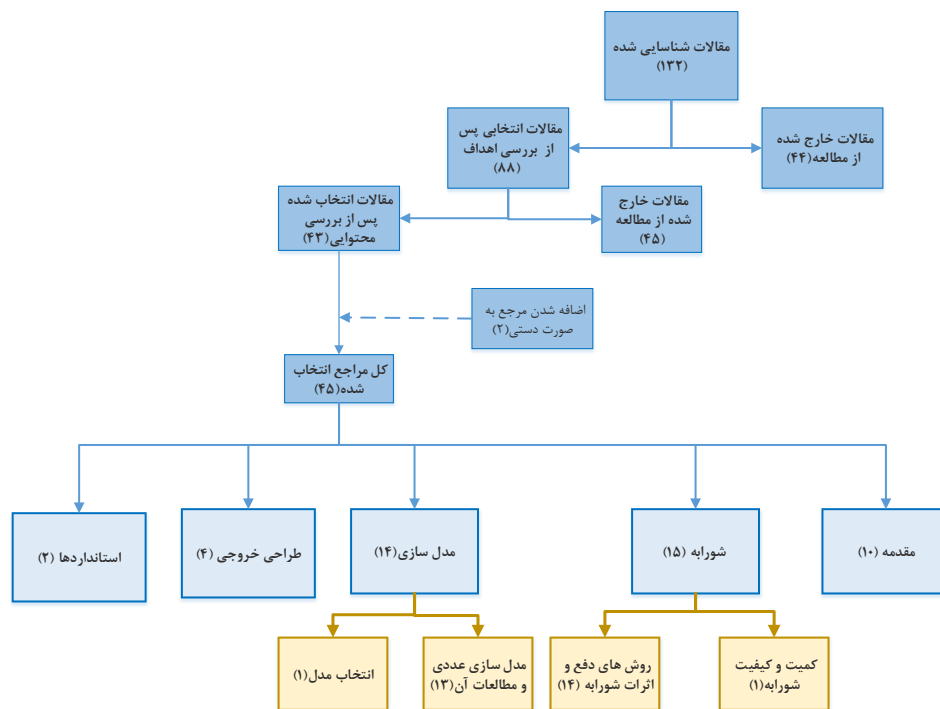 مقالات شناسایی شده
(۱۳۲)
مقالات خارج شده
از مطالعه(۴۴)
مقالات انتخابی پس
از بررسی اهداف
(۸۸)
مقالات خارج
شده از مطالعه
(۴۵)
مقالات انتخاب شده
پس از بررسی
محتوایی(۴۳)
اضافه شدن مرجع به
صورت دستی(۲)
کل مراجع انتخاب
شده(۴۵)
مقدمه (۱۰)
شورابه (۱۵)
مدل سازی(۱۴)
طراحی خروجی (۴)
استانداردها (۲)
کمیت و کیفیت
شورابه(۱)
روش های دفع و
اثرات شورابه (۱۴)
مدل سازی عددی
و مطالعات آن(۱۳)
انتخاب مدل(۱)